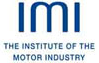 imi
THE INSTITUTE OF THE
MOTOR INDUSTRY